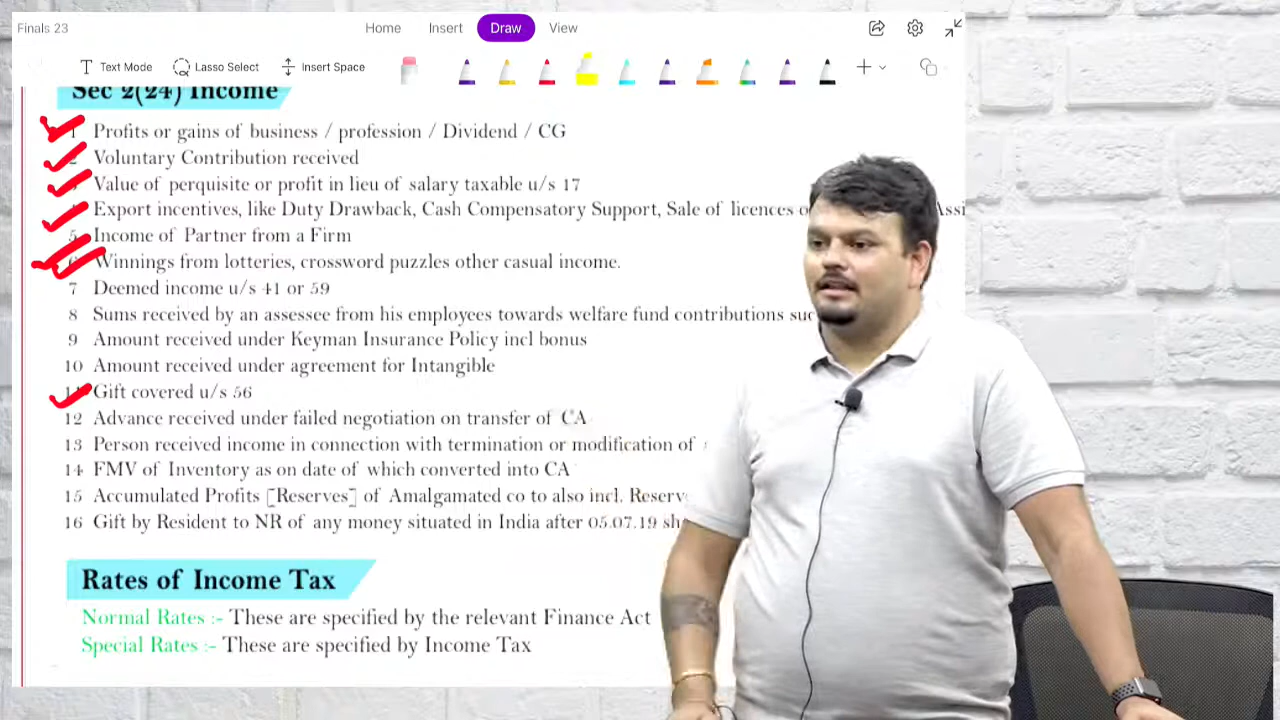 Finals 23
Home Insert Draw View
Text Mode Lasso Select Insert Space
Sec 2(24) Income
1 Profits or gains of business / profession / Dividend / CG
2 Voluntary Contribution received
Value of perquisite or profit in lieu of salary taxable u/s 17
Export incentives, like Duty Drawback, Cash Compensatory Support, Sale of licences
5 Income of Partner from a Firm
6 Winnings from lotteries, crossword puzzles other casual income.
7 Deemed income u/s 41 or 59
8 Sums received by an assessee from his employees towards welfare fund contributions
9 Amount received under Keyman Insurance Policy incl bonus
10 Amount received under agreement for Intangible
11 Gift covered u/s 56
12 Advance received under failed negotiation on transfer of CA
13 Person received income in connection with termination or modification of
14 FMV of Inventory as on date of which converted into CA
15 Accumulated Profits [Reserves] of Amalgamated co to also incl.
16 Gift by Resident to NR of any money situated in India after 05.07.19
Rates of Income Tax
Normal Rates :- These are specified by the relevant Finance Act
Special Rates :- These are specified by Income Tax